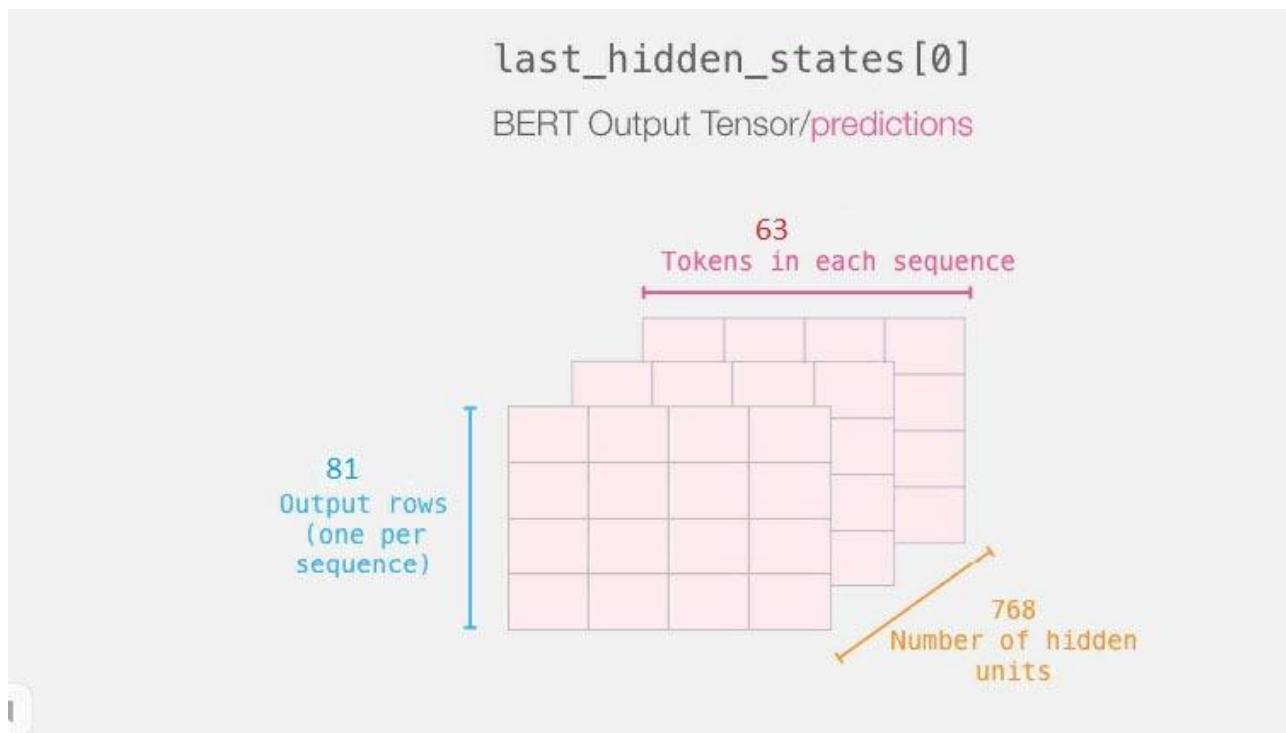 last_hidden_states[0]
BERT Output Tensor/predictions
63
Tokens in each sequence
81
Output rows
(one per
sequence)
768
Number of hidden
units